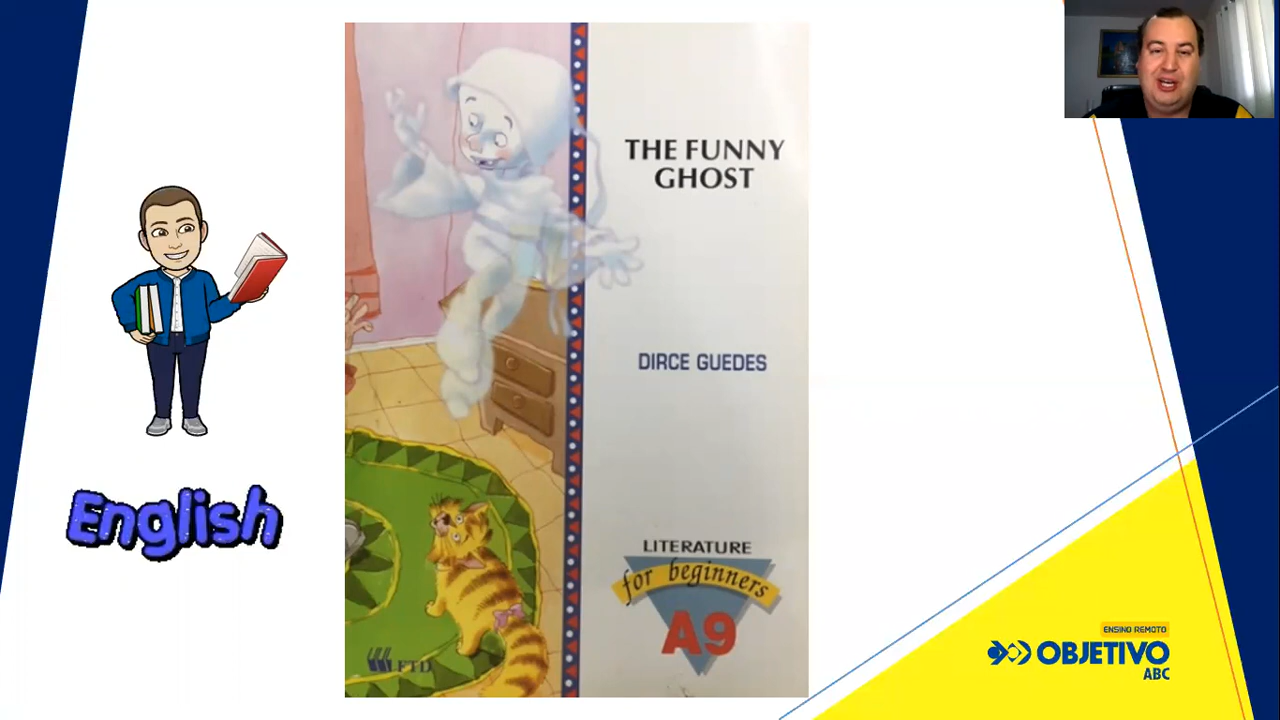 THE FUNNY
GHOST
DIRCE GUEDES
LITERATURE
for beginners
A9
FTD
English
ENSINO REMOTO
OBJETIVO
ABC